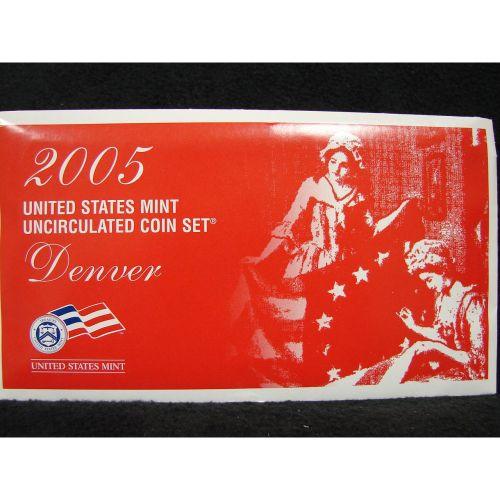 2005
UNITED STATES MINT
UNCIRCULATED COIN SET®
Denver
UNITED STATES MINT